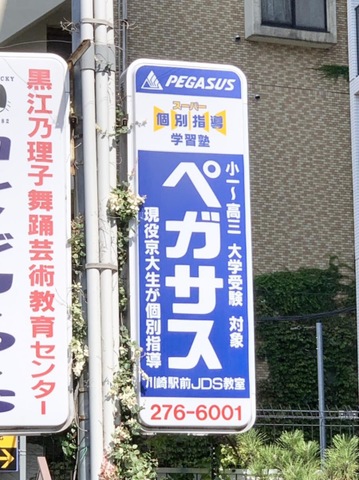 黒江乃理子舞踊芸術教育センター
PEGASUS
スーパー
個別指導
学習塾
小一～高三 大学受験 対象
ペガサス
現役京大生が個別指導
川崎駅前JDS教室
276-6001